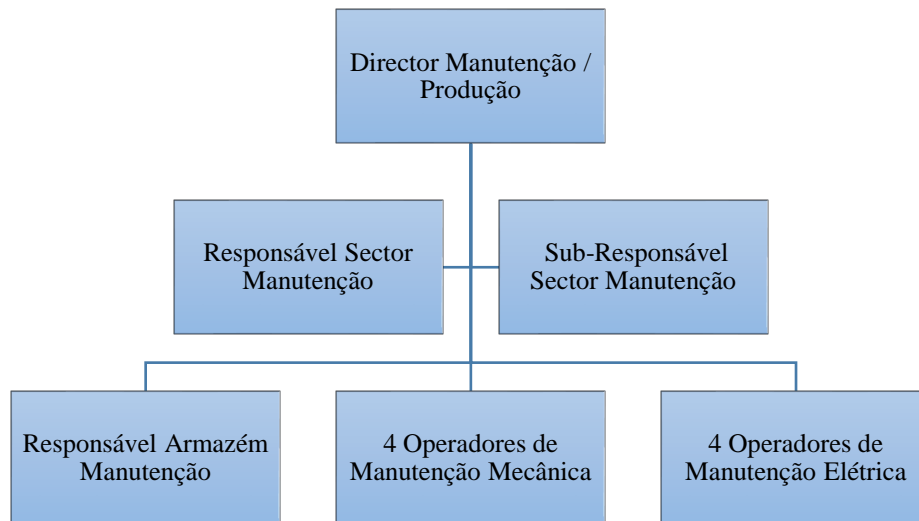 Director Manutenção /
Produção
Responsável Sector
Manutenção
Sub-Responsável
Sector Manutenção
Responsável Armazém
Manutenção
4 Operadores de
Manutenção Mecânica
4 Operadores de
Manutenção Elétrica